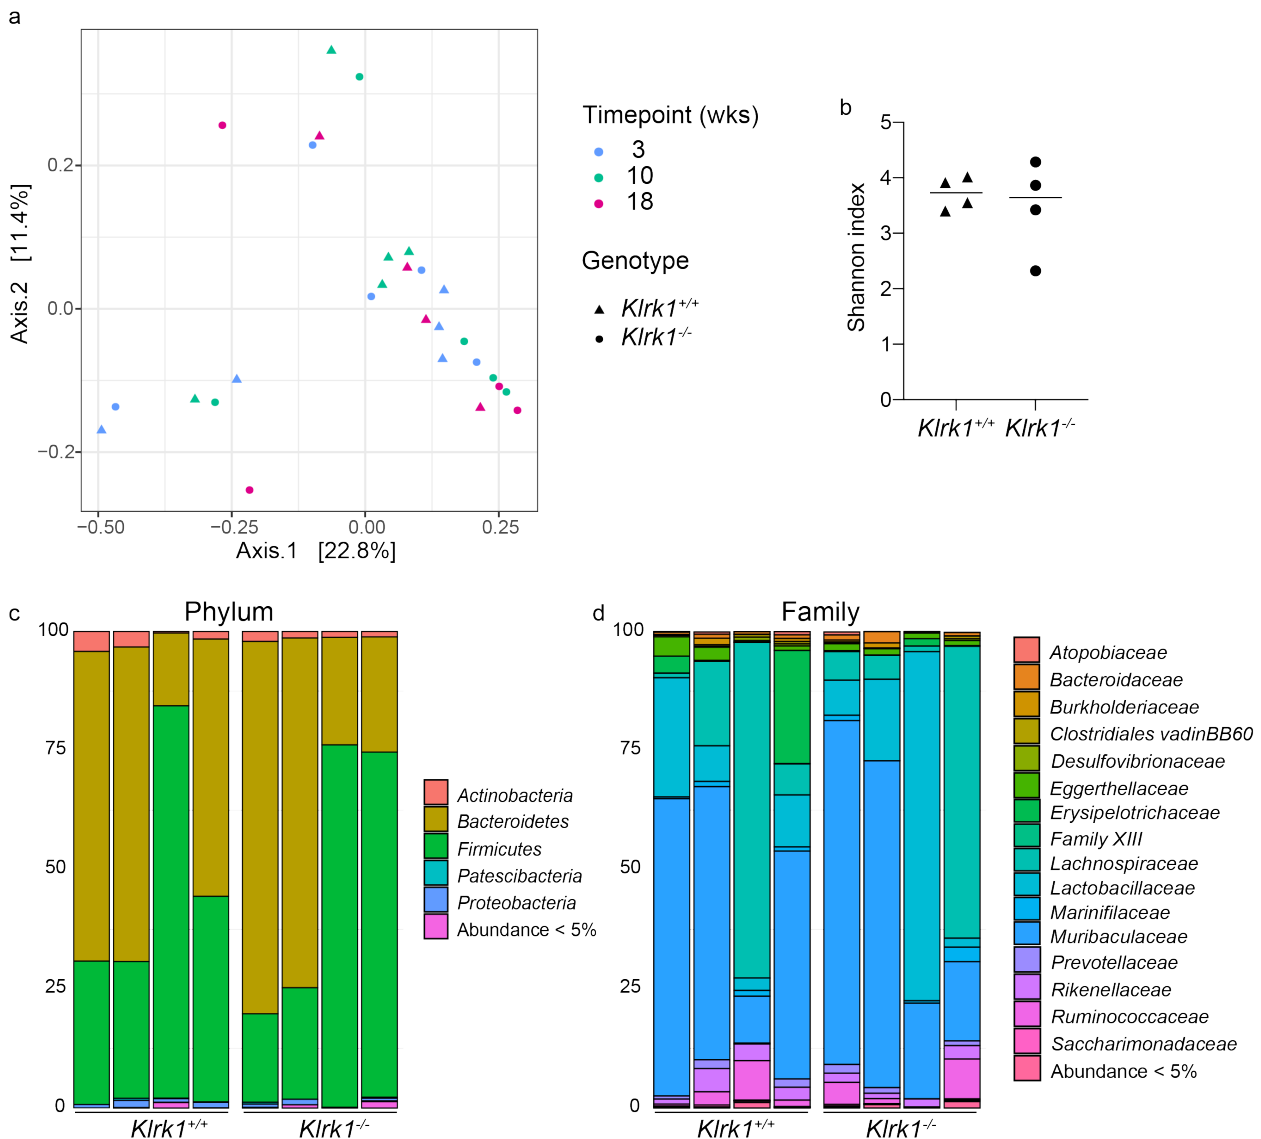 a
Axis.2 [11.4%]
0.2
0.0
−0.2
−0.50
−0.25
0.00
0.25
Axis.1 [22.8%]
Timepoint (wks)
3
10
18
Genotype
Klrk1+/+
Klrk1-/-
b
Shannon index
5
4
3
2
1
0
Klrk1+/+ Klrk1-/-
c
Phylum
100
75
50
25
0
Klrk1+/+
Klrk1-/-
Actinobacteria
Bacteroidetes
Firmicutes
Patescibacteria
Proteobacteria
Abundance < 5%
d
Family
100
75
50
25
0
Klrk1+/+
Klrk1-/-
Atopobiaceae
Bacteroidaceae
Burkholderiaceae
Clostridiales vadinBB60
Desulfovibrionaceae
Eggerthellaceae
Erysipelotrichaceae
Family XIII
Lachnospiraceae
Lactobacillaceae
Marinifilaceae
Muribaculaceae
Prevotellaceae
Rikenellaceae
Ruminococcaceae
Saccharimonadaceae
Abundance < 5%